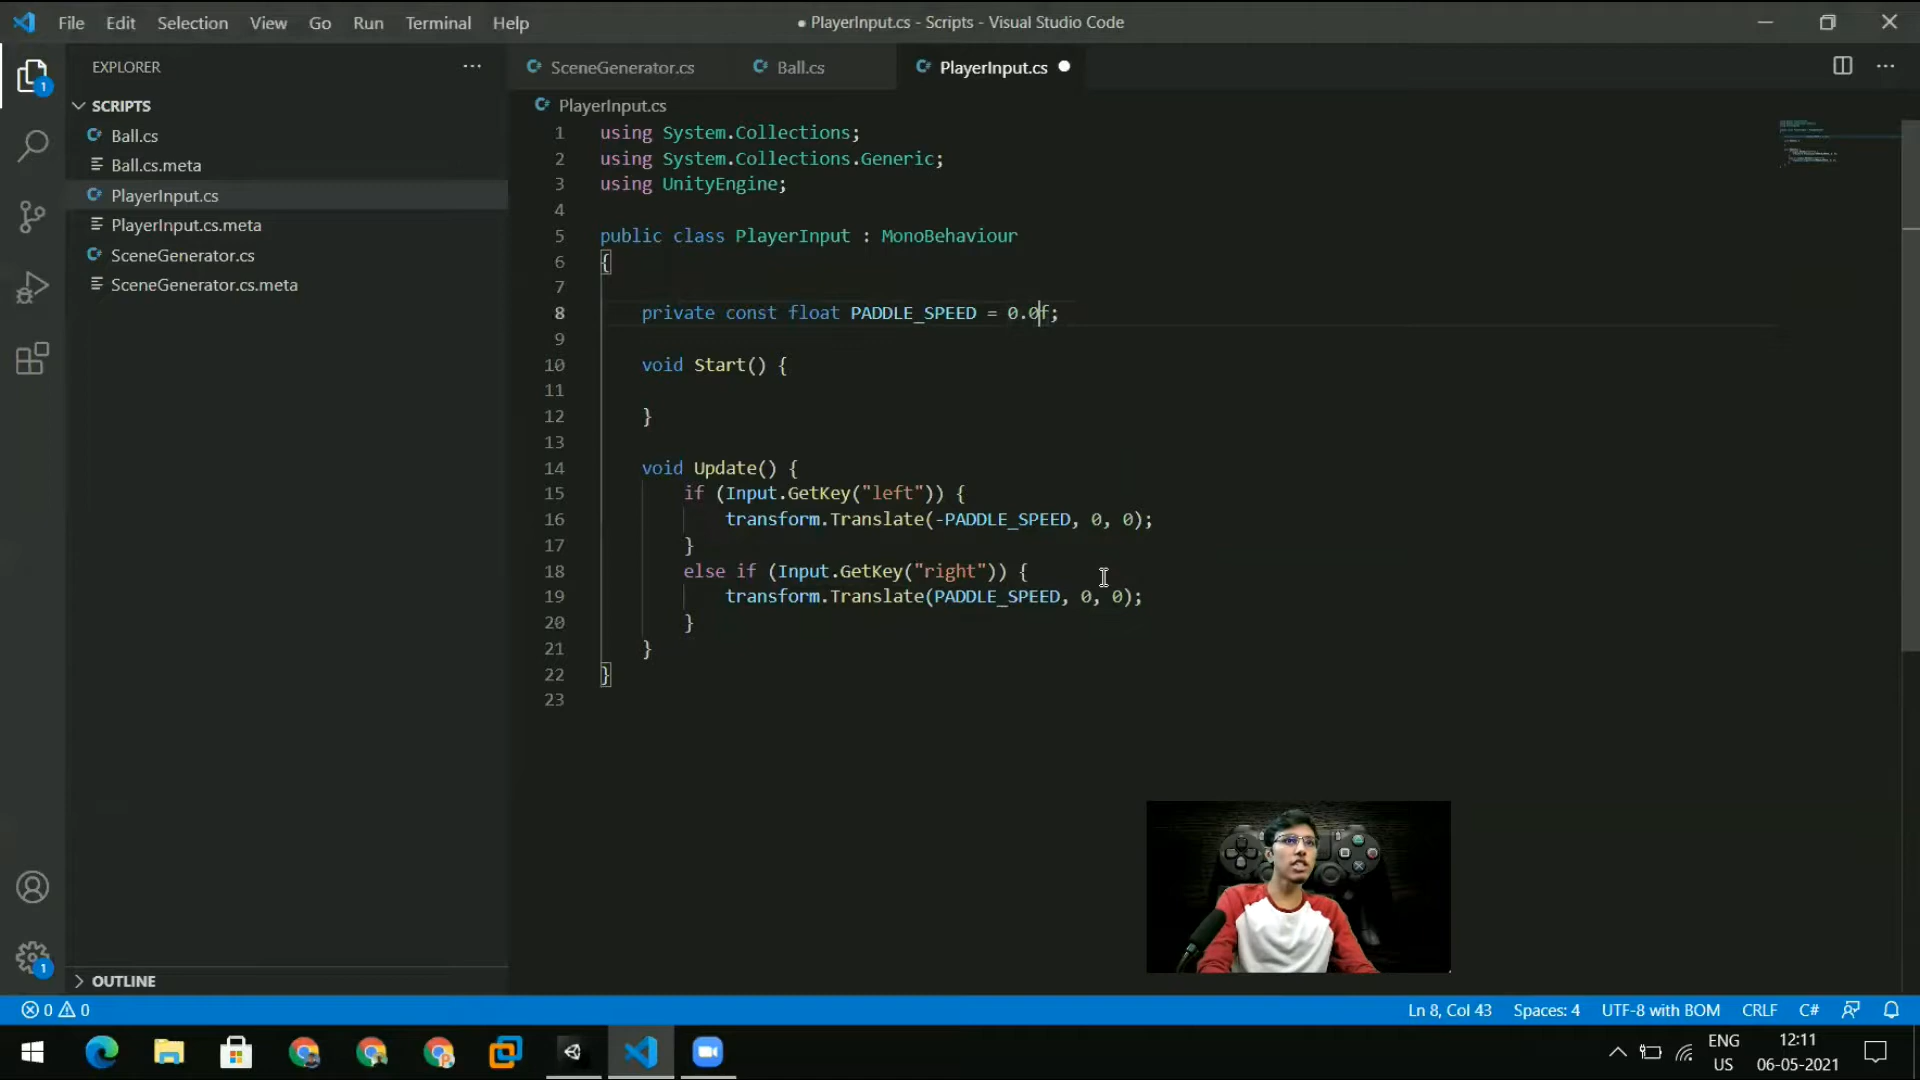 File Edit Selection View Go Run Terminal Help
● PlayerInput.cs - Scripts - Visual Studio Code
EXPLORER
SCRIPTS
Ball.cs
Ball.cs.meta
PlayerInput.cs
PlayerInput.cs.meta
SceneGenerator.cs
SceneGenerator.cs.meta
OUTLINE
1
1
SceneGenerator.cs Ball.cs PlayerInput.cs ●
PlayerInput.cs
1 using System.Collections;
2 using System.Collections.Generic;
3 using UnityEngine;
4
5 public class PlayerInput : MonoBehaviour
6 {
7
8 private const float PADDLE_SPEED = 0.0f;
9
10 void Start() {
11
12 }
13
14 void Update() {
15 if (Input.GetKey("left")) {
16 transform.Translate(-PADDLE_SPEED, 0, 0);
17 }
18 else if (Input.GetKey("right")) {
19 transform.Translate(PADDLE_SPEED, 0, 0);
20 }
21 }
22 }
23
0 0 Ln 8, Col 43 Spaces: 4 UTF-8 with BOM CRLF C#
ENG
US
12:11
06-05-2021